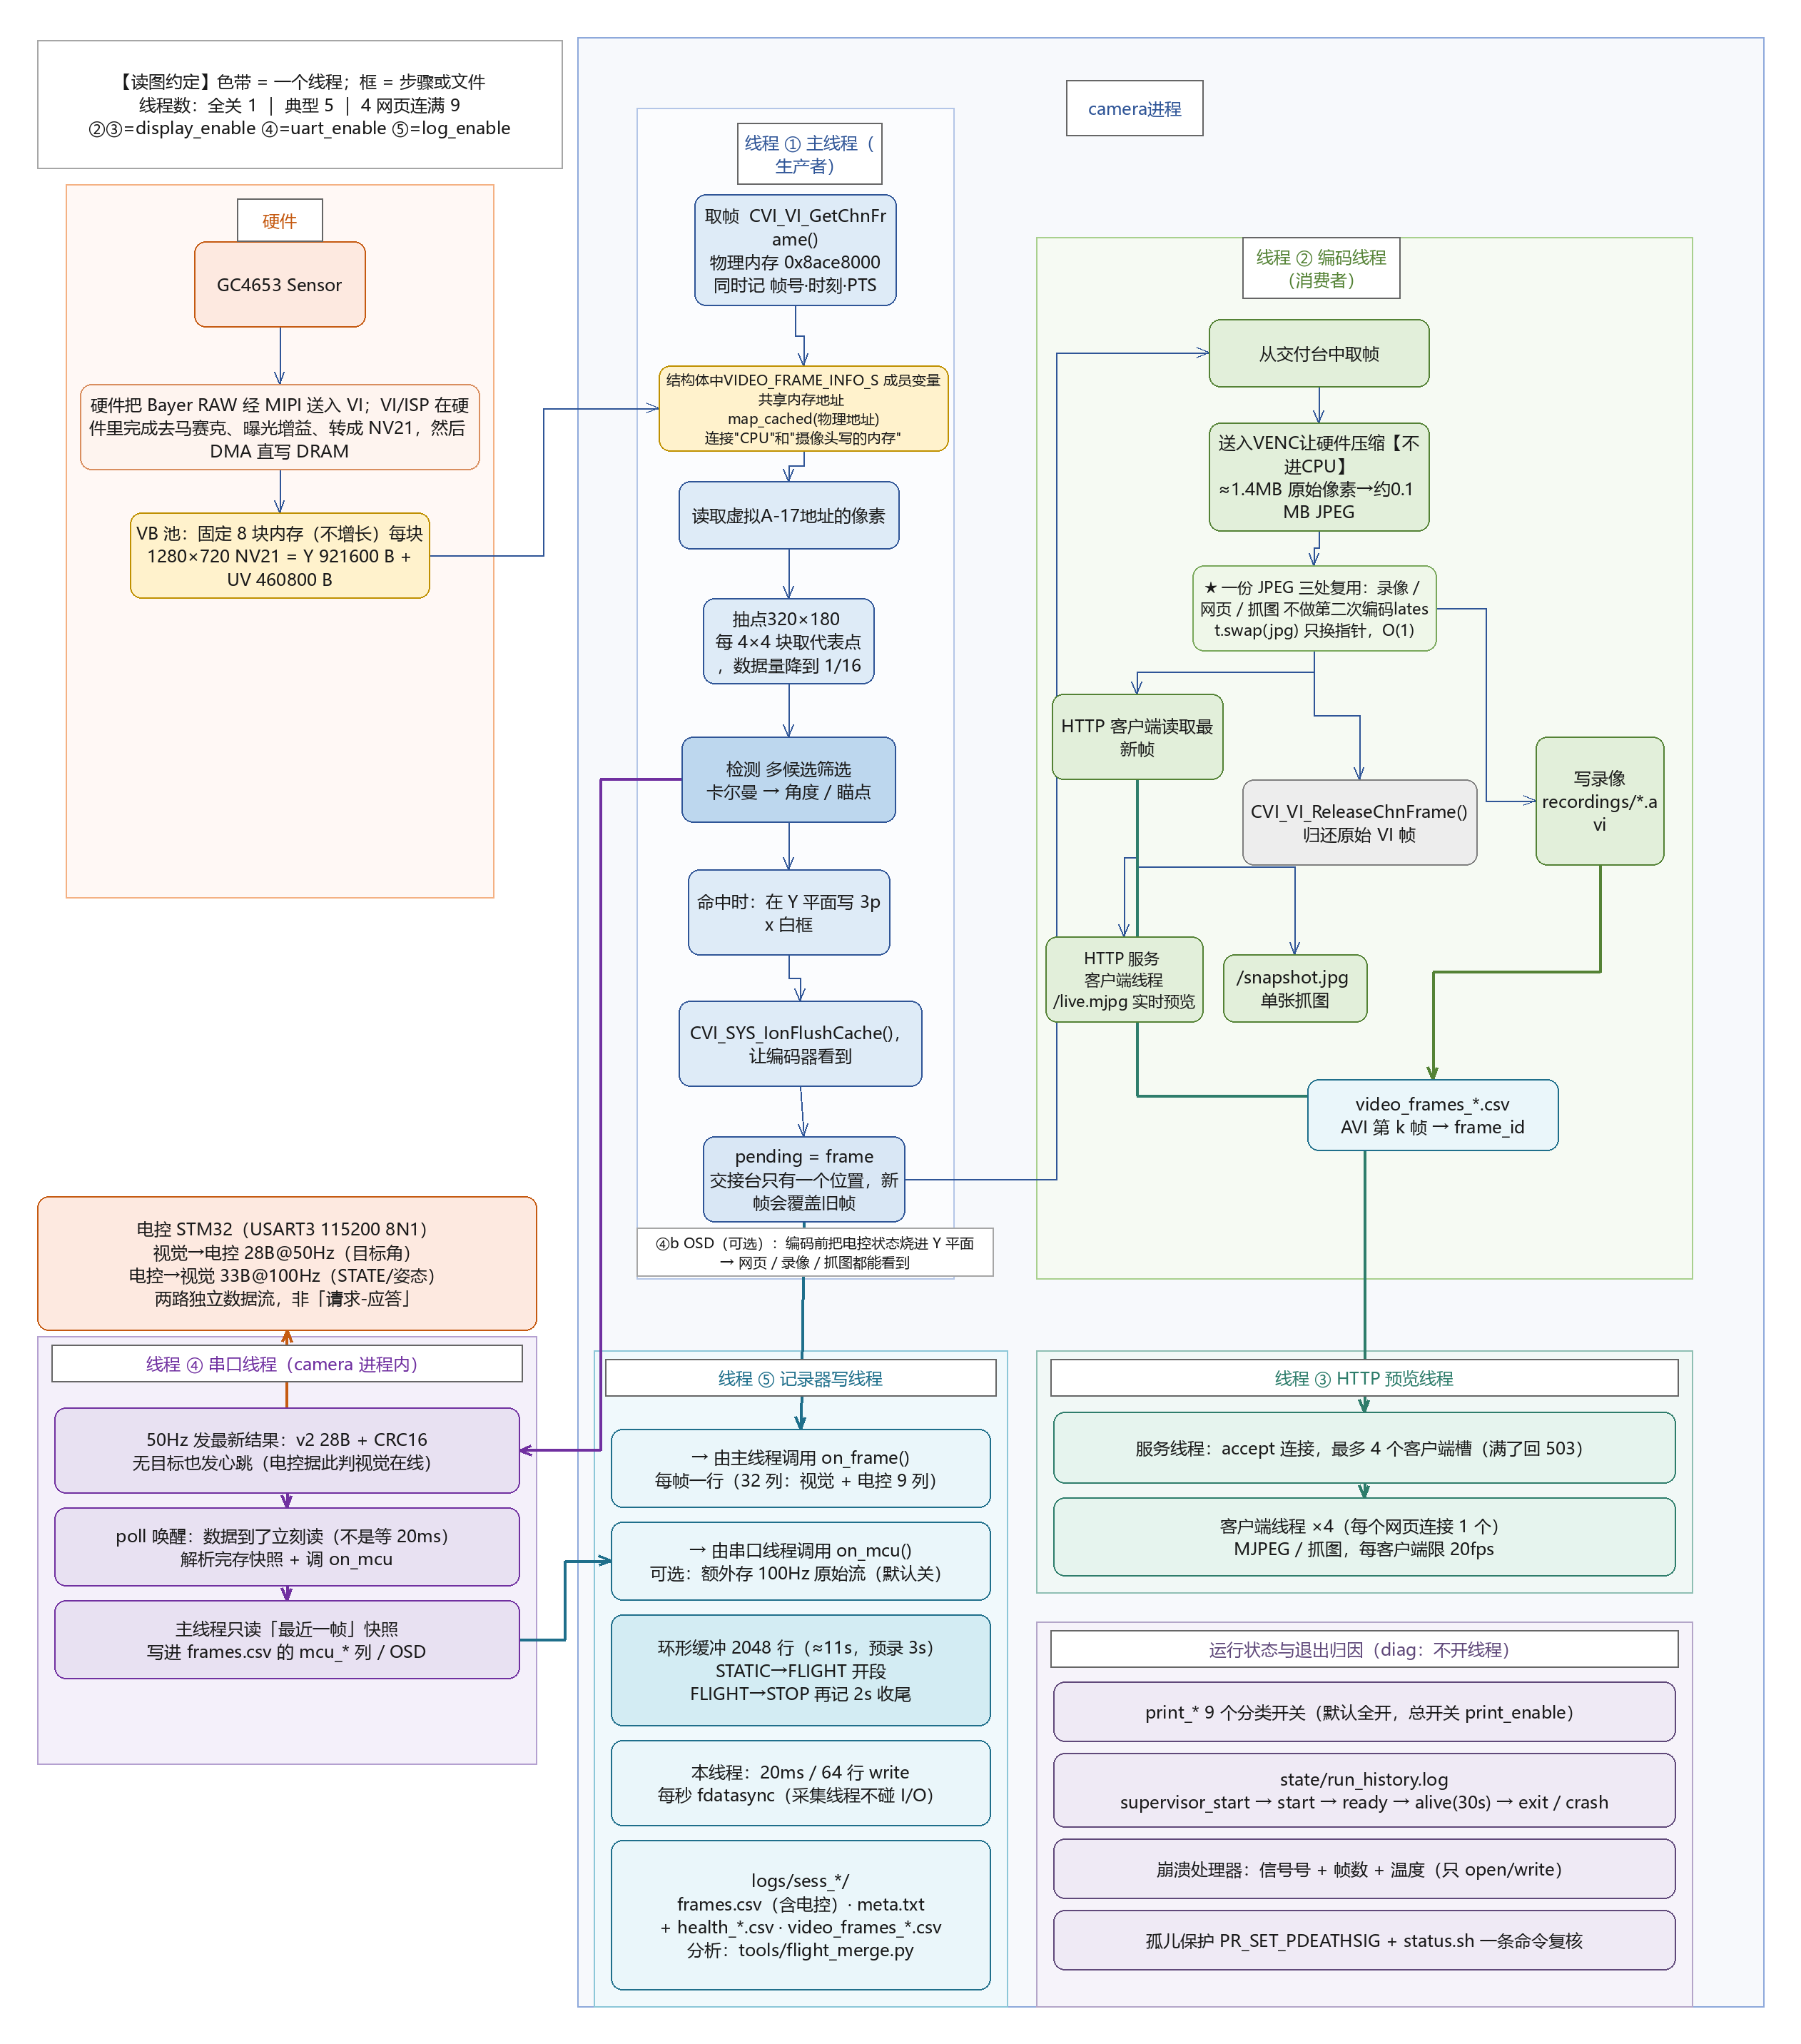 【读图约定】色带 = 一个线程；框 = 步骤或文件
线程数：全关 1 ｜ 典型 5 ｜ 4 网页连满 9
②③=display_enable ④=uart_enable ⑤=log_enable
硬件
GC4653 Sensor
硬件把 Bayer RAW 经 MIPI 送入 VI；VI/ISP 在硬
件里完成去马赛克、曝光增益、转成 NV21，然后
DMA 直写 DRAM
VB 池：固定 8 块内存（不增长）每块
1280×720 NV21 = Y 921600 B +
UV 460800 B
camera进程
线程 ① 主线程（
生产者）
取帧 CVI_VI_GetChnFr
ame()
物理内存 0x8ace8000
同时记 帧号·时刻·PTS
结构体中VIDEO_FRAME_INFO_S 成员变量
共享内存地址
map_cached(物理地址)
连接"CPU"和"摄像头写的内存"
读取虚拟A-17地址的像素
抽点320×180
每 4×4 块取代表点
，数据量降到 1/16
检测 多候选筛选
卡尔曼 → 角度 / 瞄点
命中时：在 Y 平面写 3p
x 白框
CVI_SYS_IonFlushCache()，
让编码器看到
pending = frame
交接台只有一个位置，新
帧会覆盖旧帧
④b OSD（可选）：编码前把电控状态烧进 Y 平面
→ 网页 / 录像 / 抓图都能看到
线程 ② 编码线程
（消费者）
从交付台中取帧
送入VENC让硬件压缩【不
进CPU】
≈1.4MB 原始像素→约0.1
MB JPEG
★ 一份 JPEG 三处复用：录像 /
网页 / 抓图 不做第二次编码lates
t.swap(jpg) 只换指针，O(1)
HTTP 客户端读取最
新帧
CVI_VI_ReleaseChnFrame()
归还原始 VI 帧
写录像
recordings/*.a
vi
HTTP 服务
客户端线程
/live.mjpg 实时预览
/snapshot.jpg
单张抓图
video_frames_*.csv
AVI 第 k 帧 → frame_id
电控 STM32（USART3 115200 8N1）
视觉→电控 28B@50Hz（目标角）
电控→视觉 33B@100Hz（STATE/姿态）
两路独立数据流，非「请求-应答」
线程 ④ 串口线程（camera 进程内）
50Hz 发最新结果：v2 28B + CRC16
无目标也发心跳（电控据此判视觉在线）
poll 唤醒：数据到了立刻读（不是等 20ms）
解析完存快照 + 调 on_mcu
主线程只读「最近一帧」快照
写进 frames.csv 的 mcu_* 列 / OSD
线程 ⑤ 记录器写线程
→ 由主线程调用 on_frame()
每帧一行（32 列：视觉 + 电控 9 列）
→ 由串口线程调用 on_mcu()
可选：额外存 100Hz 原始流（默认关）
环形缓冲 2048 行（≈11s，预录 3s）
STATIC→FLIGHT 开段
FLIGHT→STOP 再记 2s 收尾
本线程：20ms / 64 行 write
每秒 fdatasync（采集线程不碰 I/O）
logs/sess_*/
frames.csv（含电控）· meta.txt
+ health_*.csv · video_frames_*.csv
分析：tools/flight_merge.py
线程 ③ HTTP 预览线程
服务线程：accept 连接，最多 4 个客户端槽（满了回 503）
客户端线程 ×4（每个网页连接 1 个）
MJPEG / 抓图，每客户端限 20fps
运行状态与退出归因（diag：不开线程）
print_* 9 个分类开关（默认全开，总开关 print_enable）
state/run_history.log
supervisor_start → start → ready → alive(30s) → exit / crash
崩溃处理器：信号号 + 帧数 + 温度（只 open/write）
孤儿保护 PR_SET_PDEATHSIG + status.sh 一条命令复核